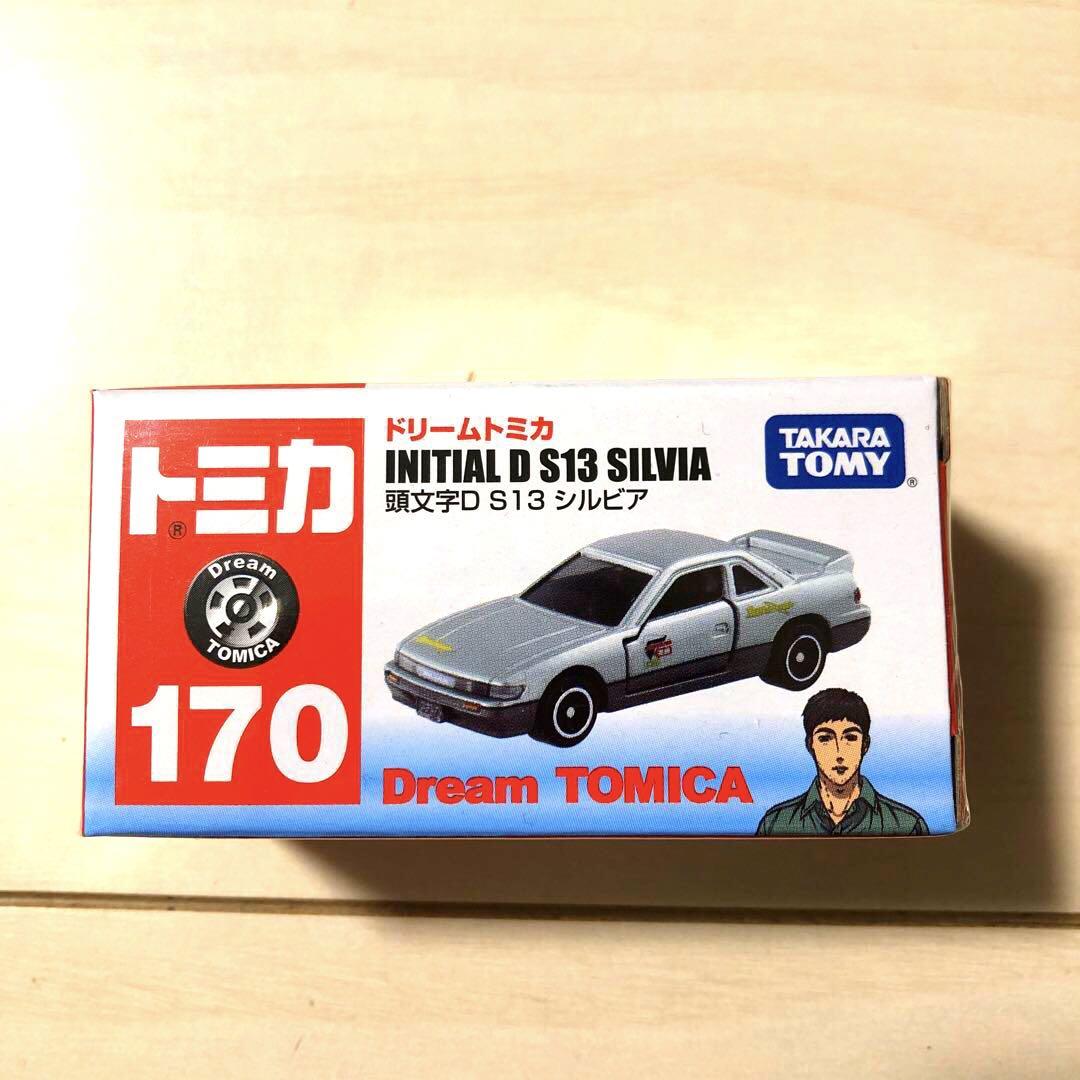 トミカ
®
Dream
TOMICA
170
ドリームトミカ
INITIAL D S13 SILVIA
頭文字D S13 シルビア
TAKARA
TOMY
®
Dream TOMICA